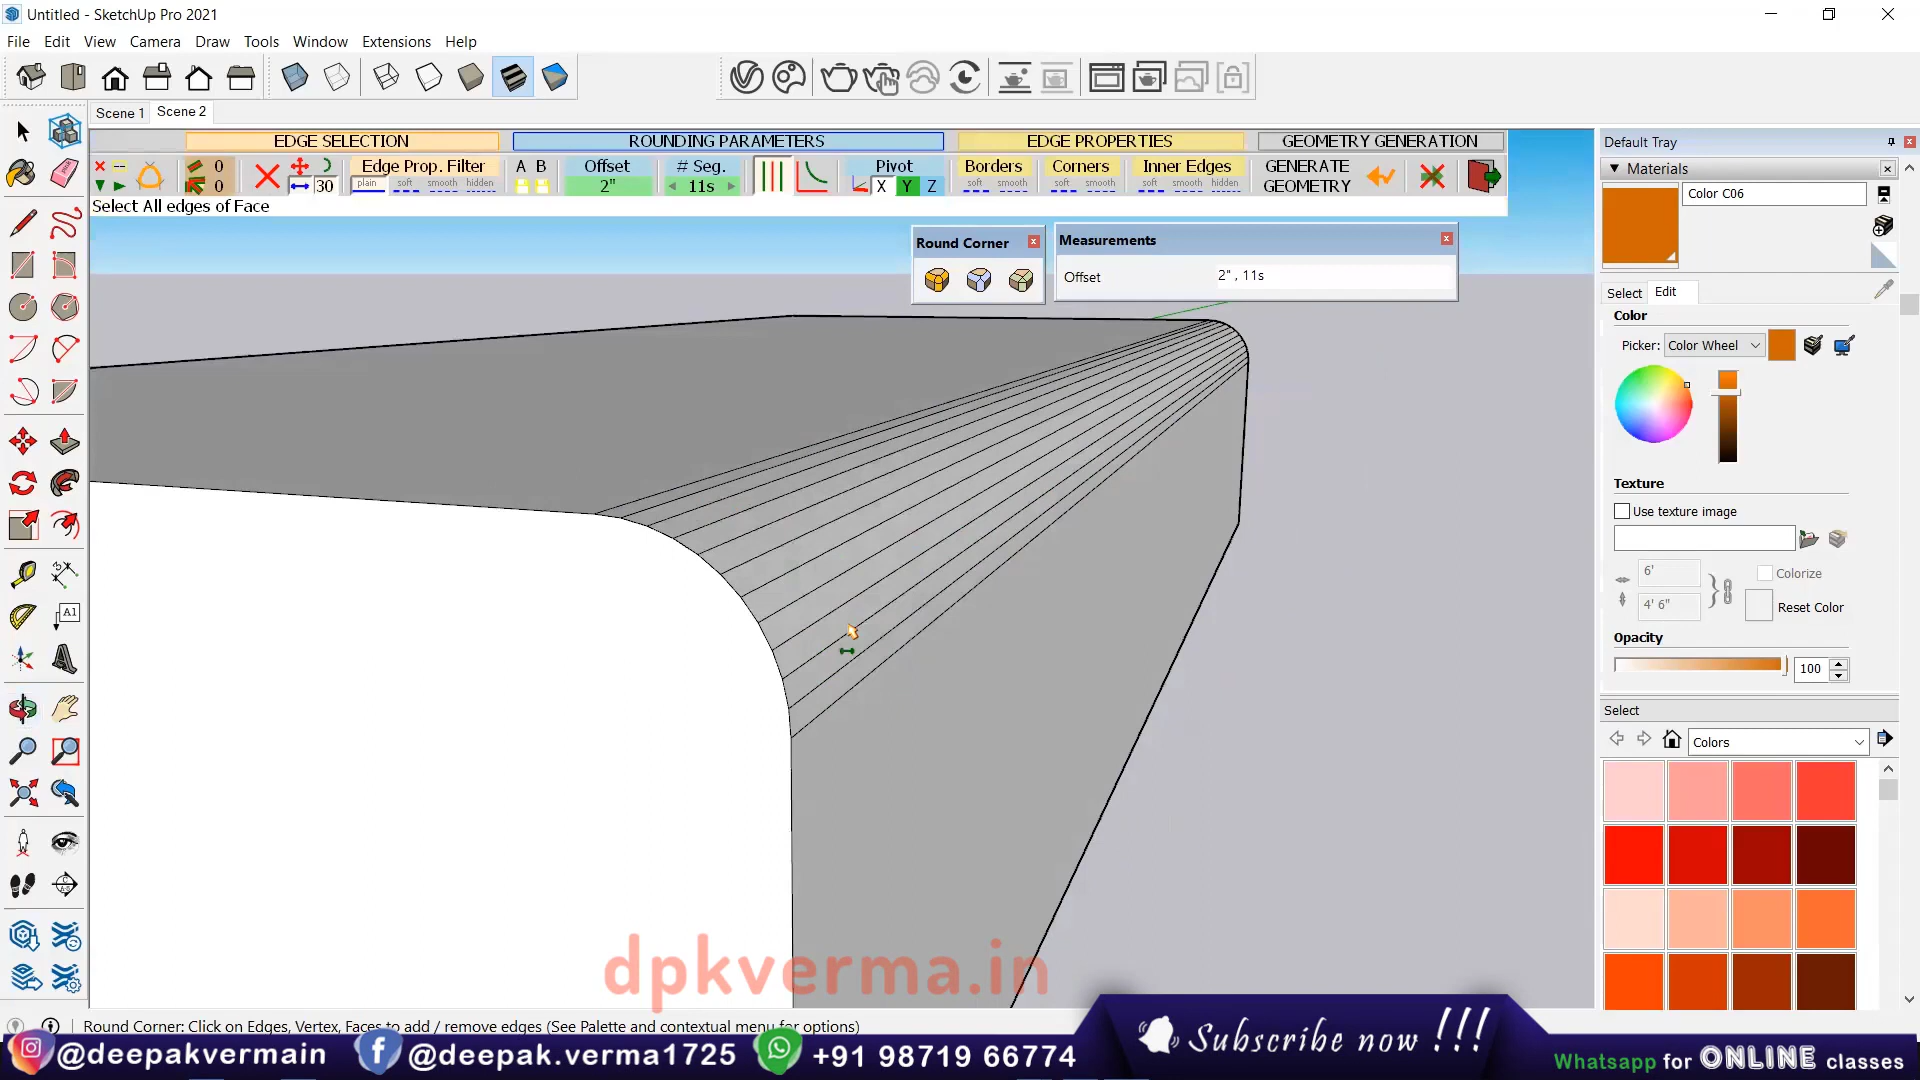 Untitled - SketchUp Pro 2021
File Edit View Camera Draw Tools Window Extensions Help
Scene 1 Scene 2
EDGE SELECTION ROUNDING PARAMETERS EDGE PROPERTIES GEOMETRY GENERATION
Default Tray
0 Edge Prop. Filter A B Offset # Seg. Pivot Borders Corners Inner Edges GENERATE
0 30 plain soft smooth hidden 2" 11s X Y Z soft smooth soft smooth soft smooth hidden GEOMETRY
Select All edges of Face
Materials
Color C06
Round Corner
Measurements
Offset 2" , 11s
Select Edit
Color
Picker: Color Wheel
Texture
Use texture image
6'
Colorize
4' 6"
Reset Color
Opacity
100
Select
Colors
A1
dpkverma.in
Round Corner: Click on Edges, Vertex, Faces to add / remove edges (See Palette and contextual menu for options)
@deepakvermain @deepak.verma1725 +91 98719 66774
Subscribe now !!!
Whatsapp for ONLINE classes